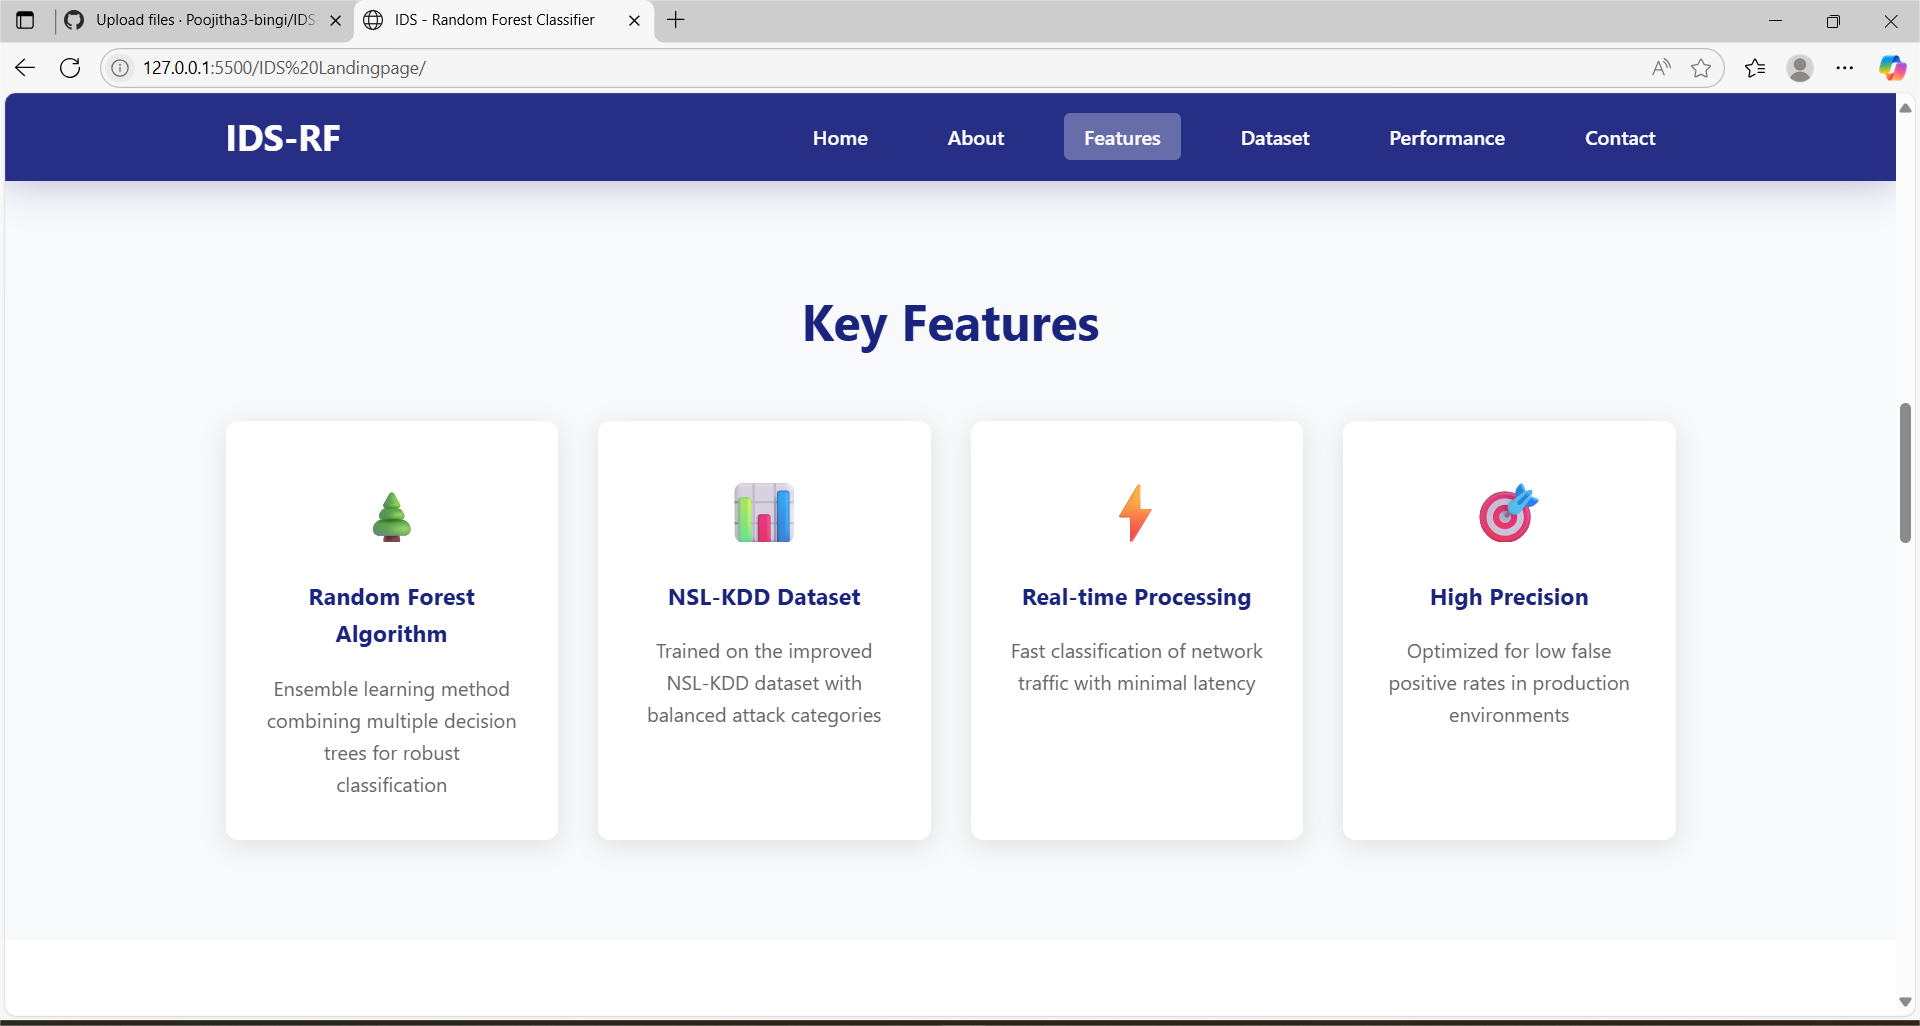 Upload files · Poojitha3-bingi/IDS
IDS - Random Forest Classifier
127.0.0.1:5500/IDS%20Landingpage/
IDS-RF
Home
About
Features
Dataset
Performance
Contact
Key Features
Random Forest
Algorithm
Ensemble learning method
combining multiple decision
trees for robust
classification
NSL-KDD Dataset
Trained on the improved
NSL-KDD dataset with
balanced attack categories
Real-time Processing
Fast classification of network
traffic with minimal latency
High Precision
Optimized for low false
positive rates in production
environments